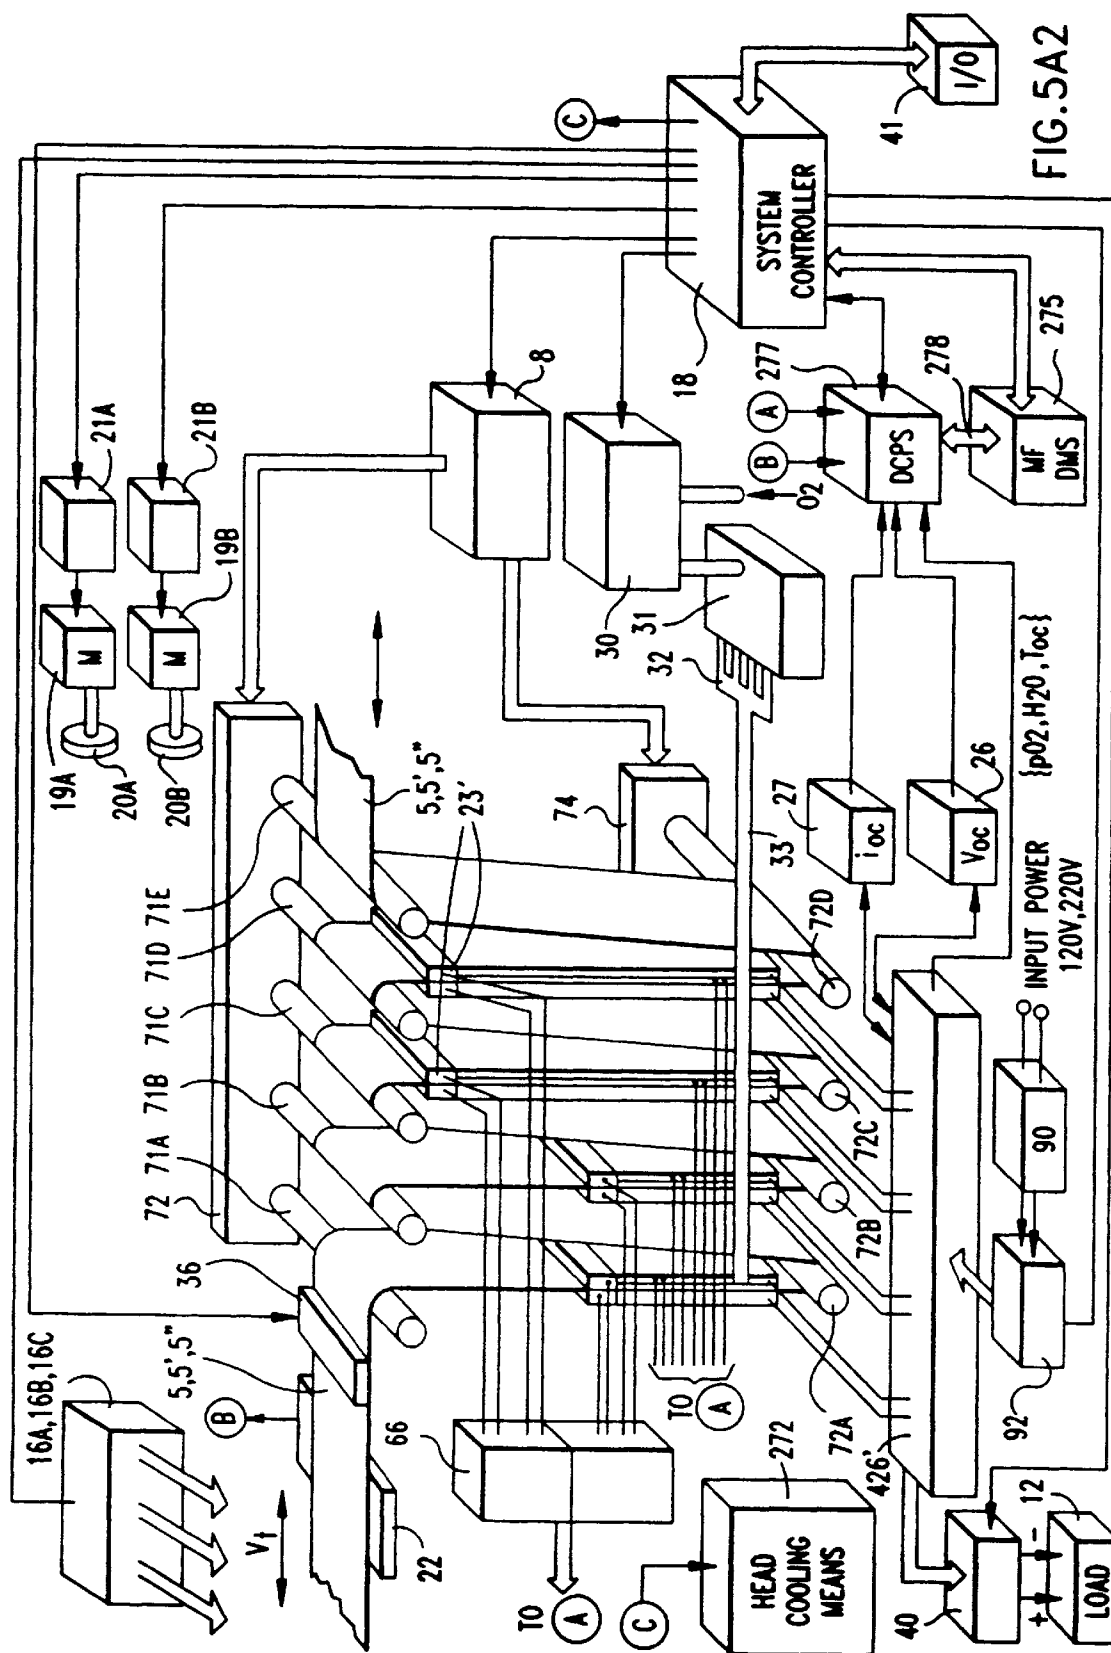 16A,16B,16C
Vt
22
B
5,5',5"
36
72
71A
71B
71C
71D
71E
5,5',5"
23'
19A
M
20A
21A
19B
M
20B
21B
8
30
O2
31
32
33'
74
C
SYSTEM
CONTROLLER
18
41
I/O
FIG.5A2
A
B
277
DCPS
278
275
MF
DMS
27
ioc
26
Voc
{pO2,H2O,Toc}
INPUT POWER
120V,220V
90
92
72D
72C
72B
72A
426'
66
TO
A
TO
A
C
272
HEAD
COOLING
MEANS
40
+
-
12
LOAD